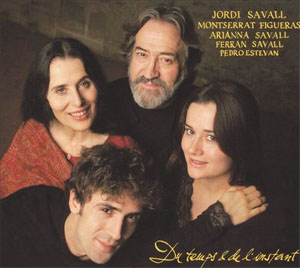 JORDI SAVALL
MONTSERRAT FIGUERAS
ARIANNA SAVALL
FERRAN SAVALL
PEDRO ESTEVAN
Du temps & de l'instant